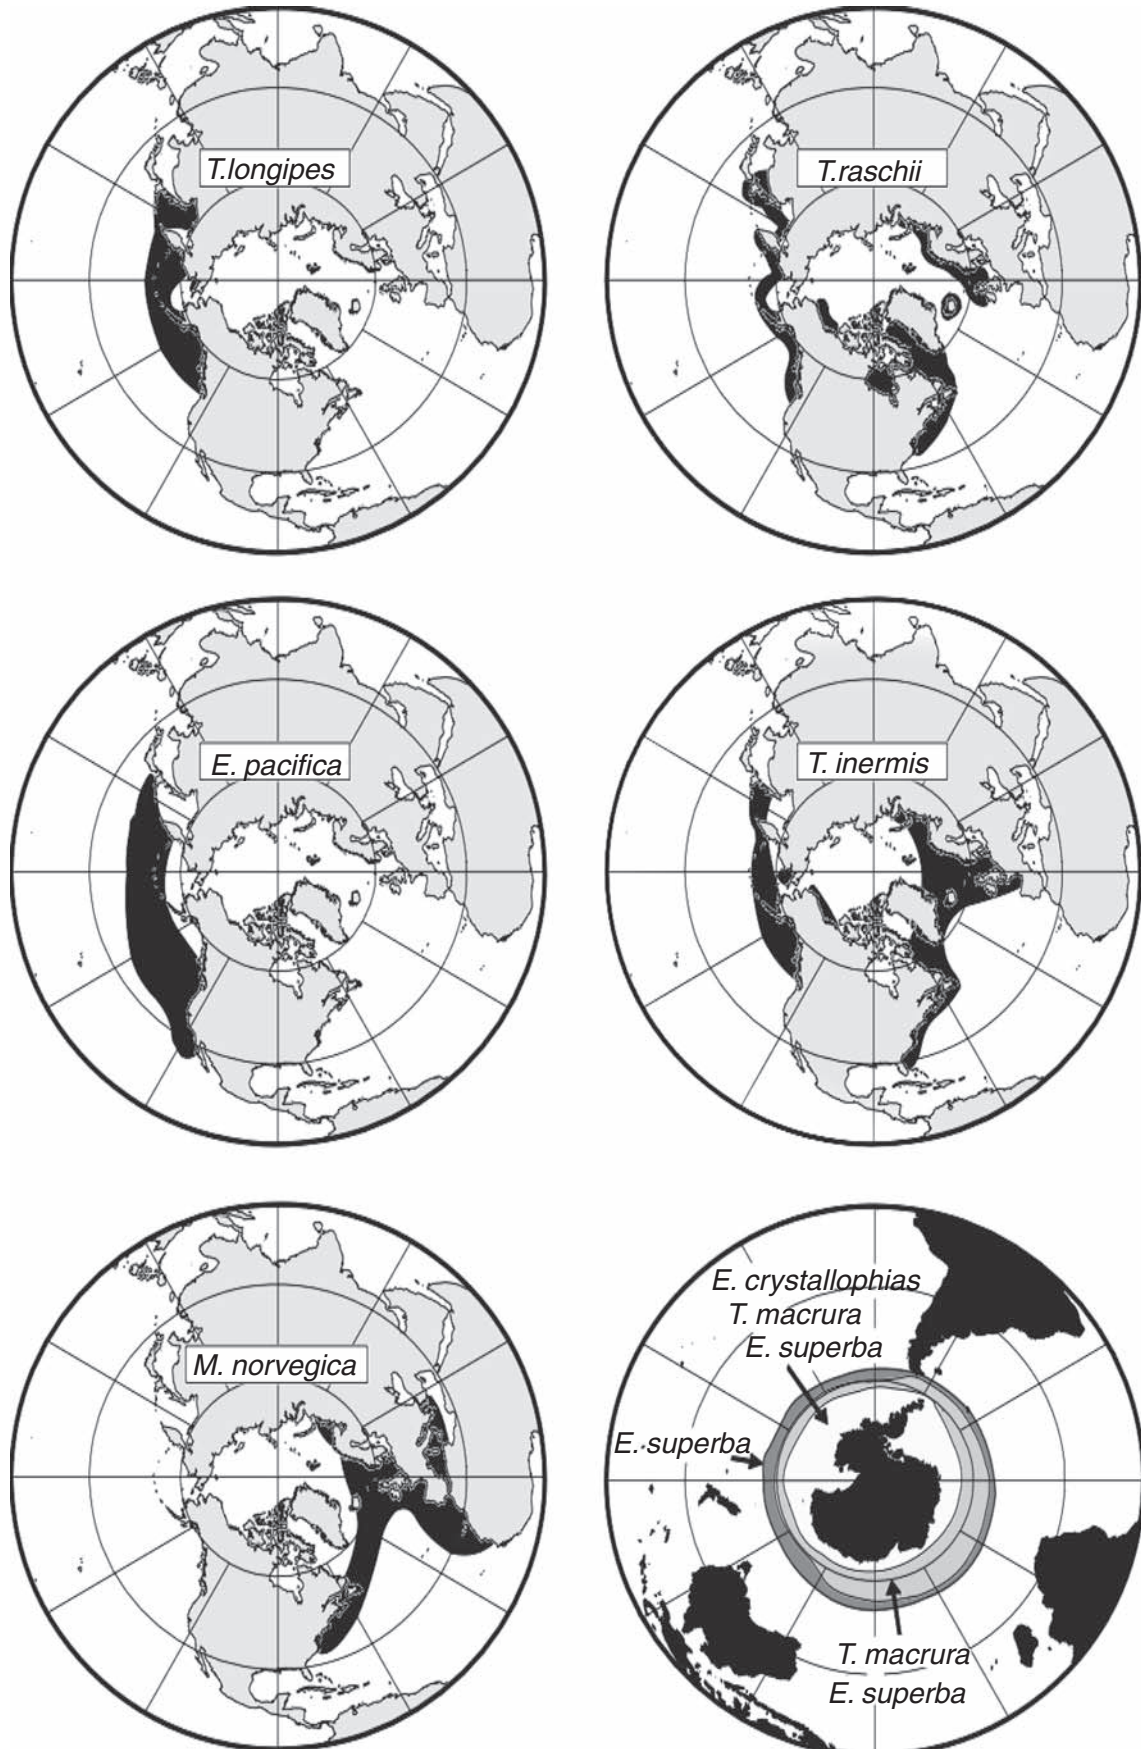 T.longipes
T.raschii
E. pacifica
T. inermis
M. norvegica
E. crystallophias
T. macrura
E. superba
E. superba
T. macrura
E. superba